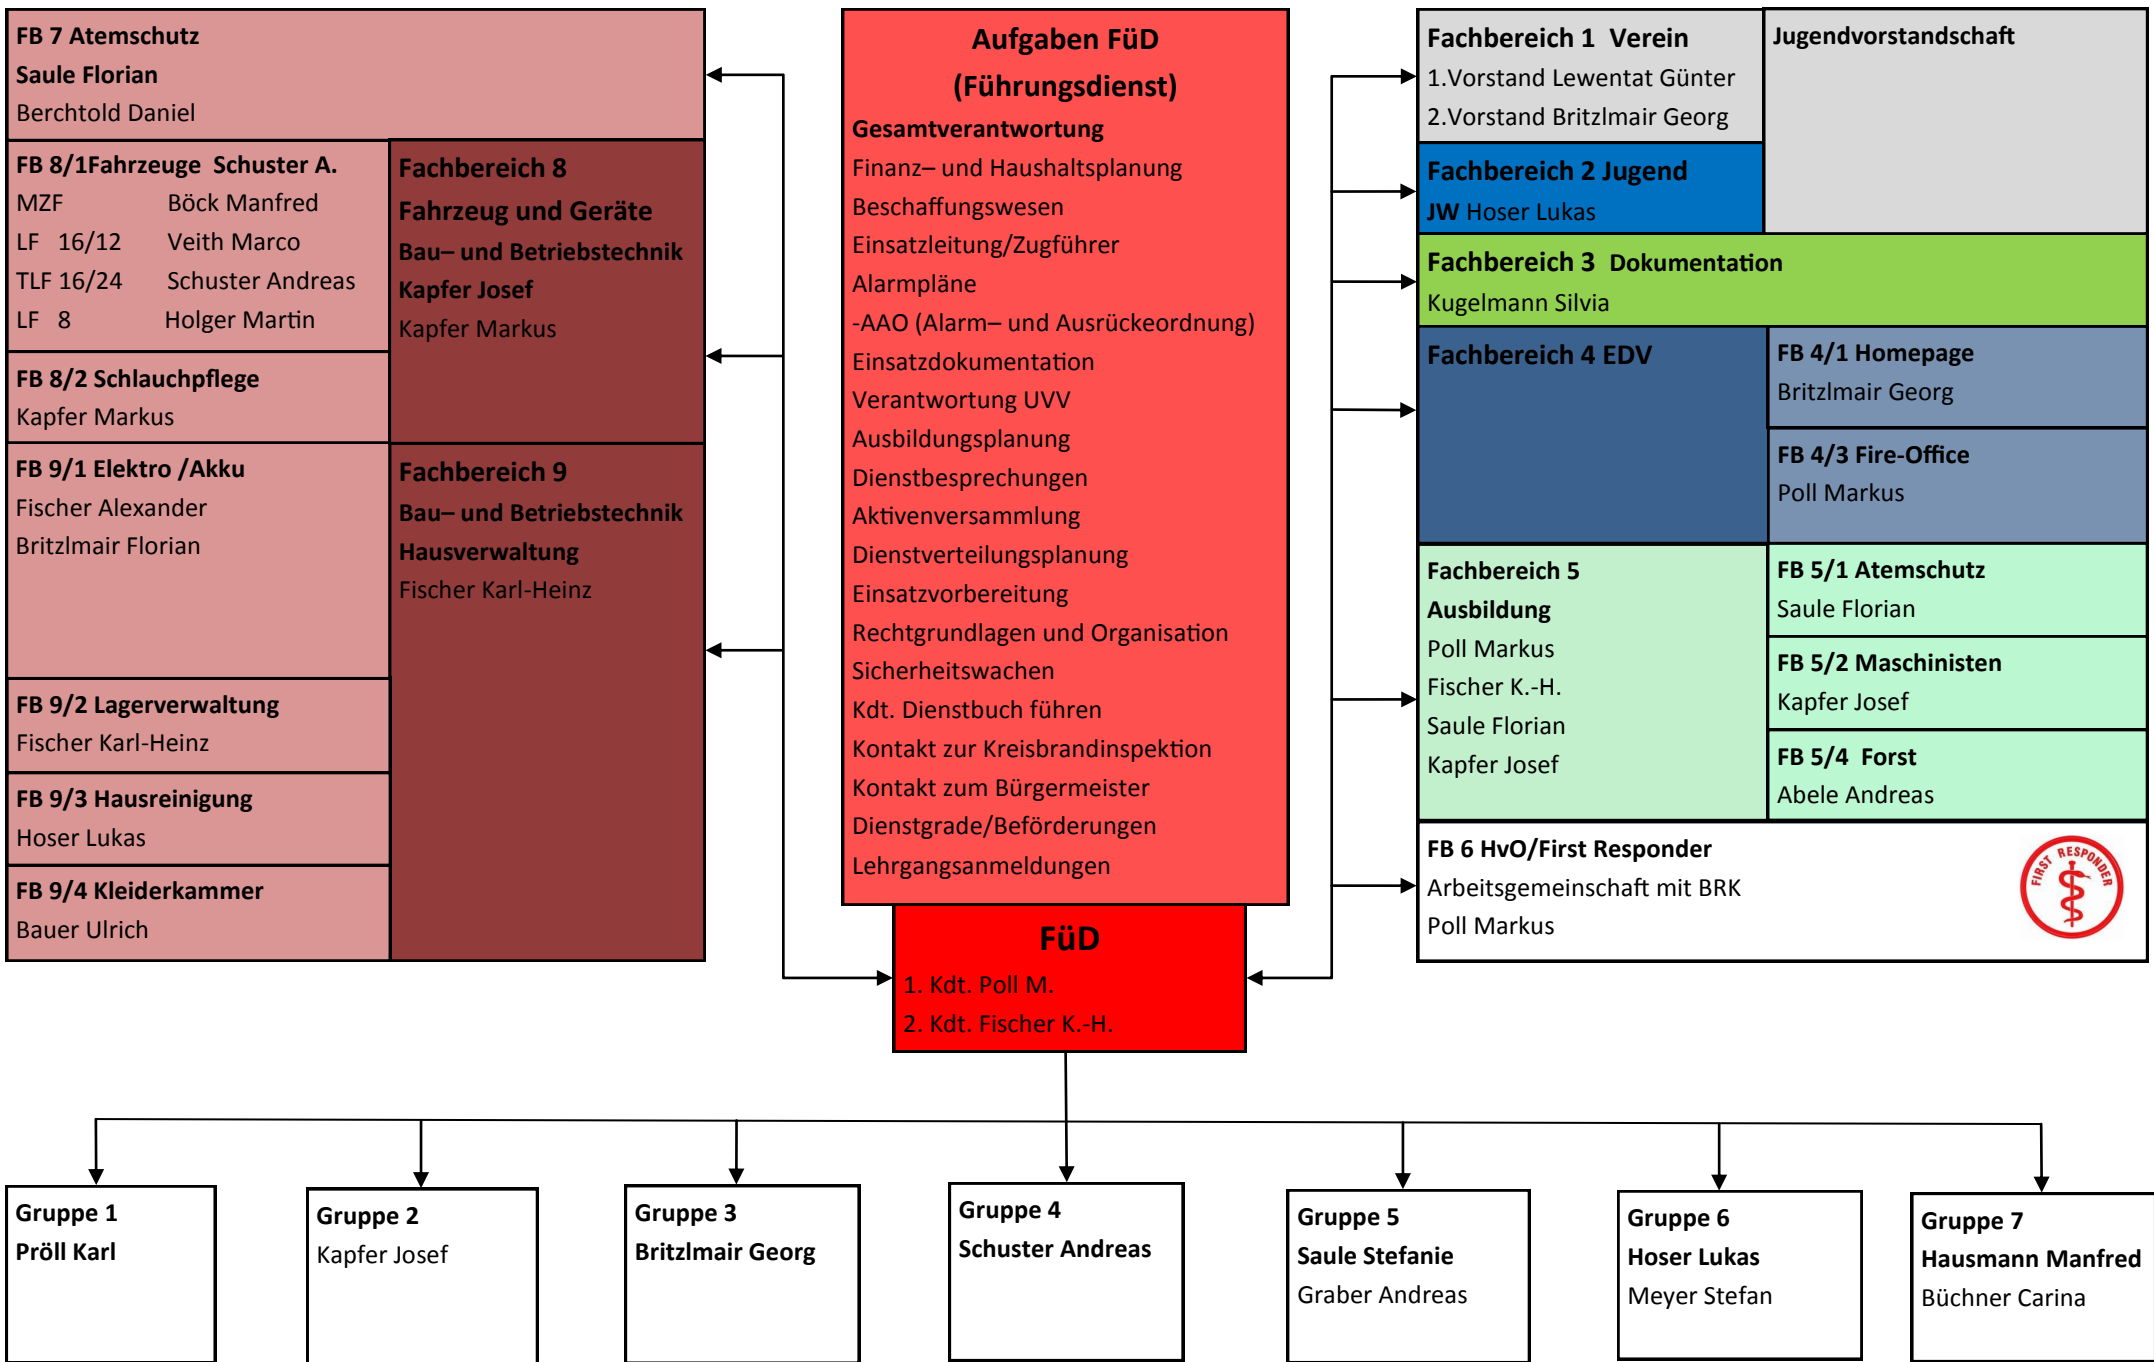 FB 7 Atemschutz
Saule Florian
Berchtold Daniel
FB 8/1Fahrzeuge Schuster A.
MZF Böck Manfred
LF 16/12 Veith Marco
TLF 16/24 Schuster Andreas
LF 8 Holger Martin
FB 8/2 Schlauchpflege
Kapfer Markus
Fachbereich 8
Fahrzeug und Geräte
Bau– und Betriebstechnik
Kapfer Josef
Kapfer Markus
FB 9/1 Elektro /Akku
Fischer Alexander
Britzlmair Florian
FB 9/2 Lagerverwaltung
Fischer Karl-Heinz
FB 9/3 Hausreinigung
Hoser Lukas
FB 9/4 Kleiderkammer
Bauer Ulrich
Fachbereich 9
Bau– und Betriebstechnik
Hausverwaltung
Fischer Karl-Heinz
Aufgaben FüD
(Führungsdienst)
Gesamtverantwortung
Finanz– und Haushaltsplanung
Beschaffungswesen
Einsatzleitung/Zugführer
Alarmpläne
-AAO (Alarm– und Ausrückeordnung)
Einsatzdokumentation
Verantwortung UVV
Ausbildungsplanung
Dienstbesprechungen
Aktivenversammlung
Dienstverteilungsplanung
Einsatzvorbereitung
Rechtgrundlagen und Organisation
Sicherheitswachen
Kdt. Dienstbuch führen
Kontakt zur Kreisbrandinspektion
Kontakt zum Bürgermeister
Dienstgrade/Beförderungen
Lehrgangsanmeldungen
FüD
1. Kdt. Poll M.
2. Kdt. Fischer K.-H.
Fachbereich 1 Verein
1.Vorstand Lewentat Günter
2.Vorstand Britzlmair Georg
Jugendvorstandschaft
Fachbereich 2 Jugend
JW Hoser Lukas
Fachbereich 3 Dokumentation
Kugelmann Silvia
Fachbereich 4 EDV
FB 4/1 Homepage
Britzlmair Georg
FB 4/3 Fire-Office
Poll Markus
Fachbereich 5
Ausbildung
Poll Markus
Fischer K.-H.
Saule Florian
Kapfer Josef
FB 5/1 Atemschutz
Saule Florian
FB 5/2 Maschinisten
Kapfer Josef
FB 5/4 Forst
Abele Andreas
FB 6 HvO/First Responder
Arbeitsgemeinschaft mit BRK
Poll Markus
FIRST RESPONDER
Gruppe 1
Pröll Karl
Gruppe 2
Kapfer Josef
Gruppe 3
Britzlmair Georg
Gruppe 4
Schuster Andreas
Gruppe 5
Saule Stefanie
Graber Andreas
Gruppe 6
Hoser Lukas
Meyer Stefan
Gruppe 7
Hausmann Manfred
Büchner Carina